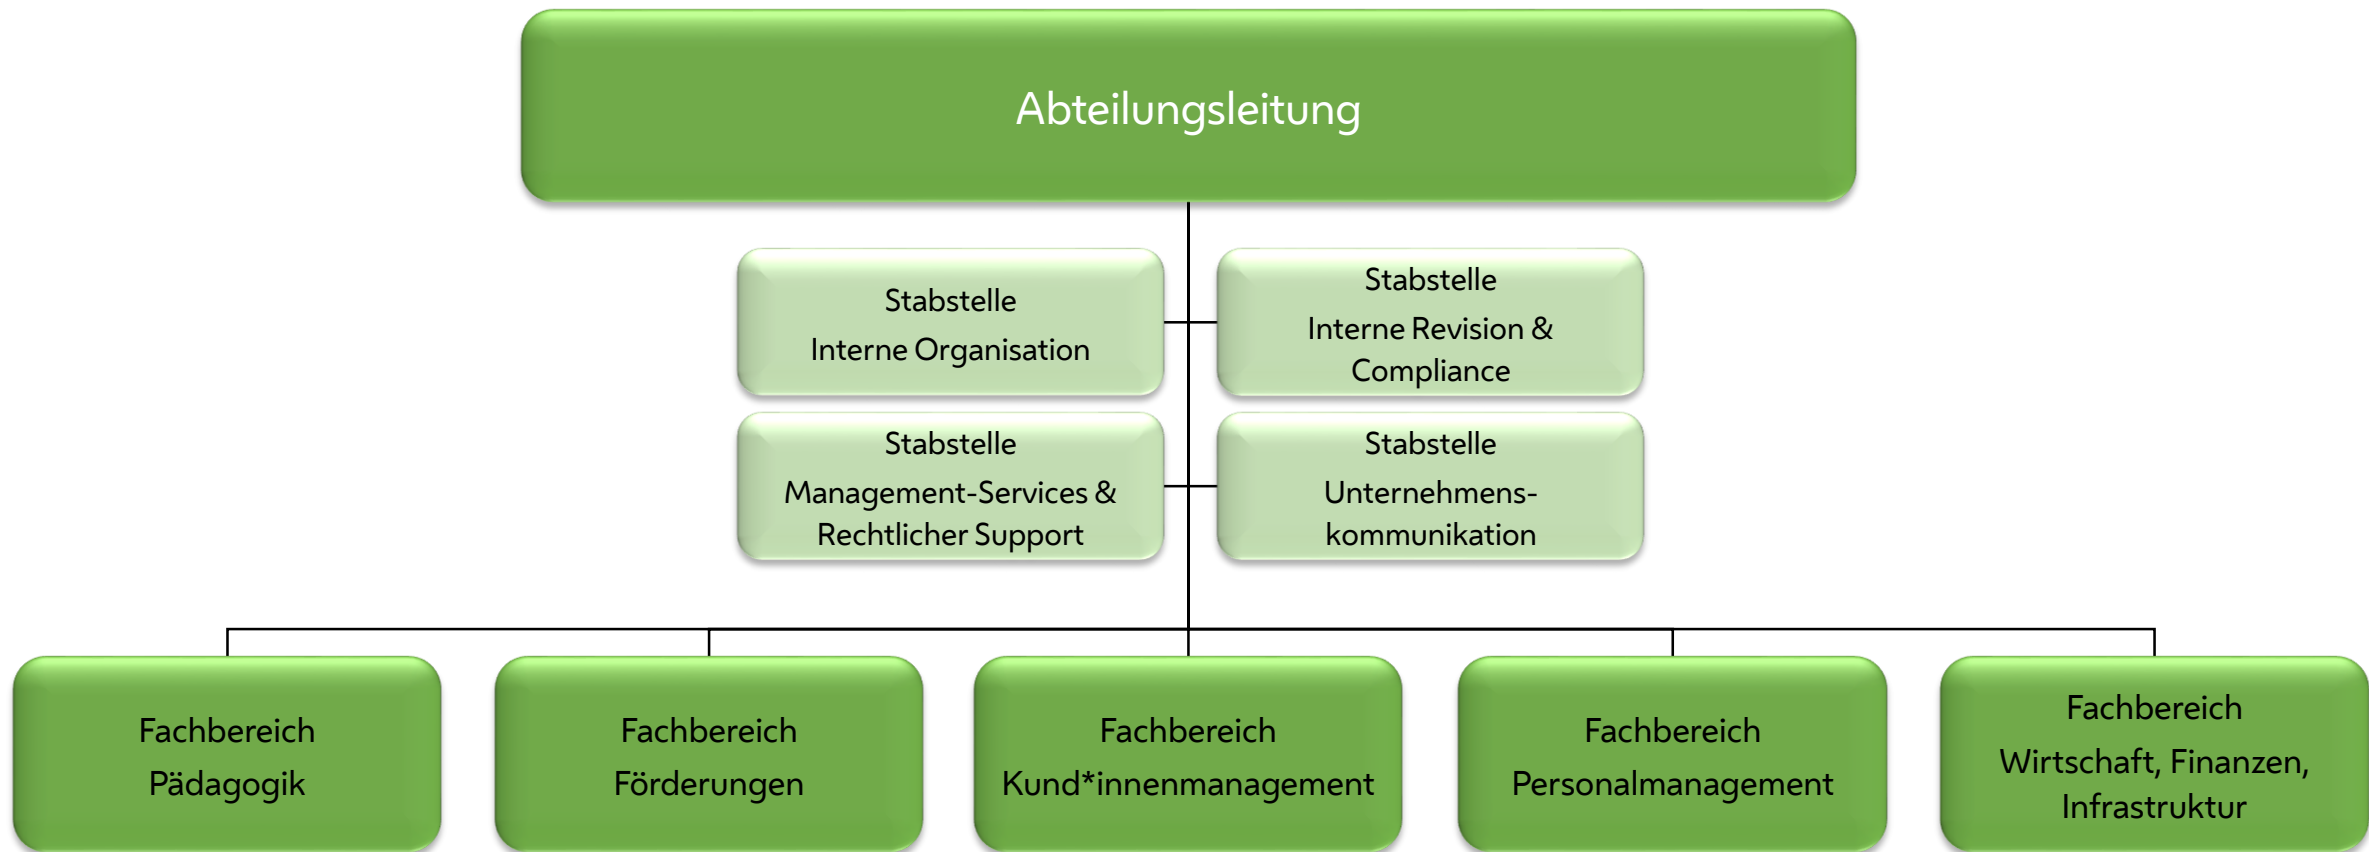 Abteilungsleitung
Stabstelle
Interne Organisation
Stabstelle
Interne Revision &
Compliance
Stabstelle
Management-Services &
Rechtlicher Support
Stabstelle
Unternehmens-
kommunikation
Fachbereich
Pädagogik
Fachbereich
Förderungen
Fachbereich
Kund*innenmanagement
Fachbereich
Personalmanagement
Fachbereich
Wirtschaft, Finanzen,
Infrastruktur